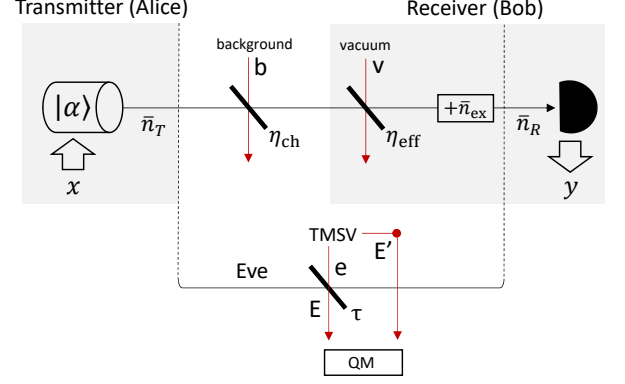 Transmitter (Alice)
Receiver (Bob)
background
b
vacuum
v
|α⟩
n̄_T
η_ch
η_eff
+n̄_ex
n̄_R
x
y
TMSV
E'
Eve
e
E
τ
QM